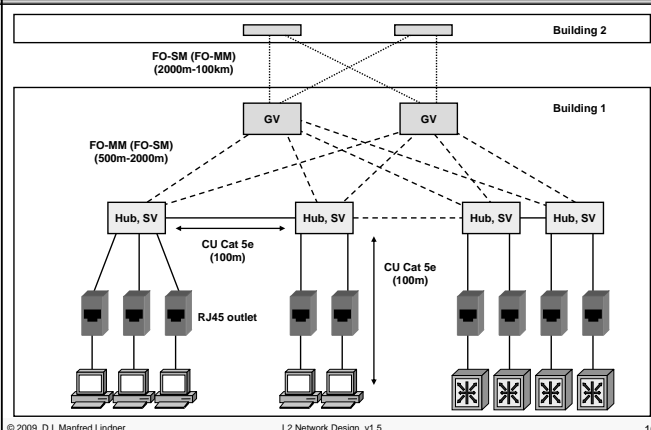 Building 2
FO-SM (FO-MM)
(2000m-100km)
Building 1
GV
GV
FO-MM (FO-SM)
(500m-2000m)
Hub, SV
Hub, SV
Hub, SV
Hub, SV
CU Cat 5e
(100m)
CU Cat 5e
(100m)
RJ45 outlet
© 2009, D.I. Manfred Lindner
L2 Network Design, v1.5